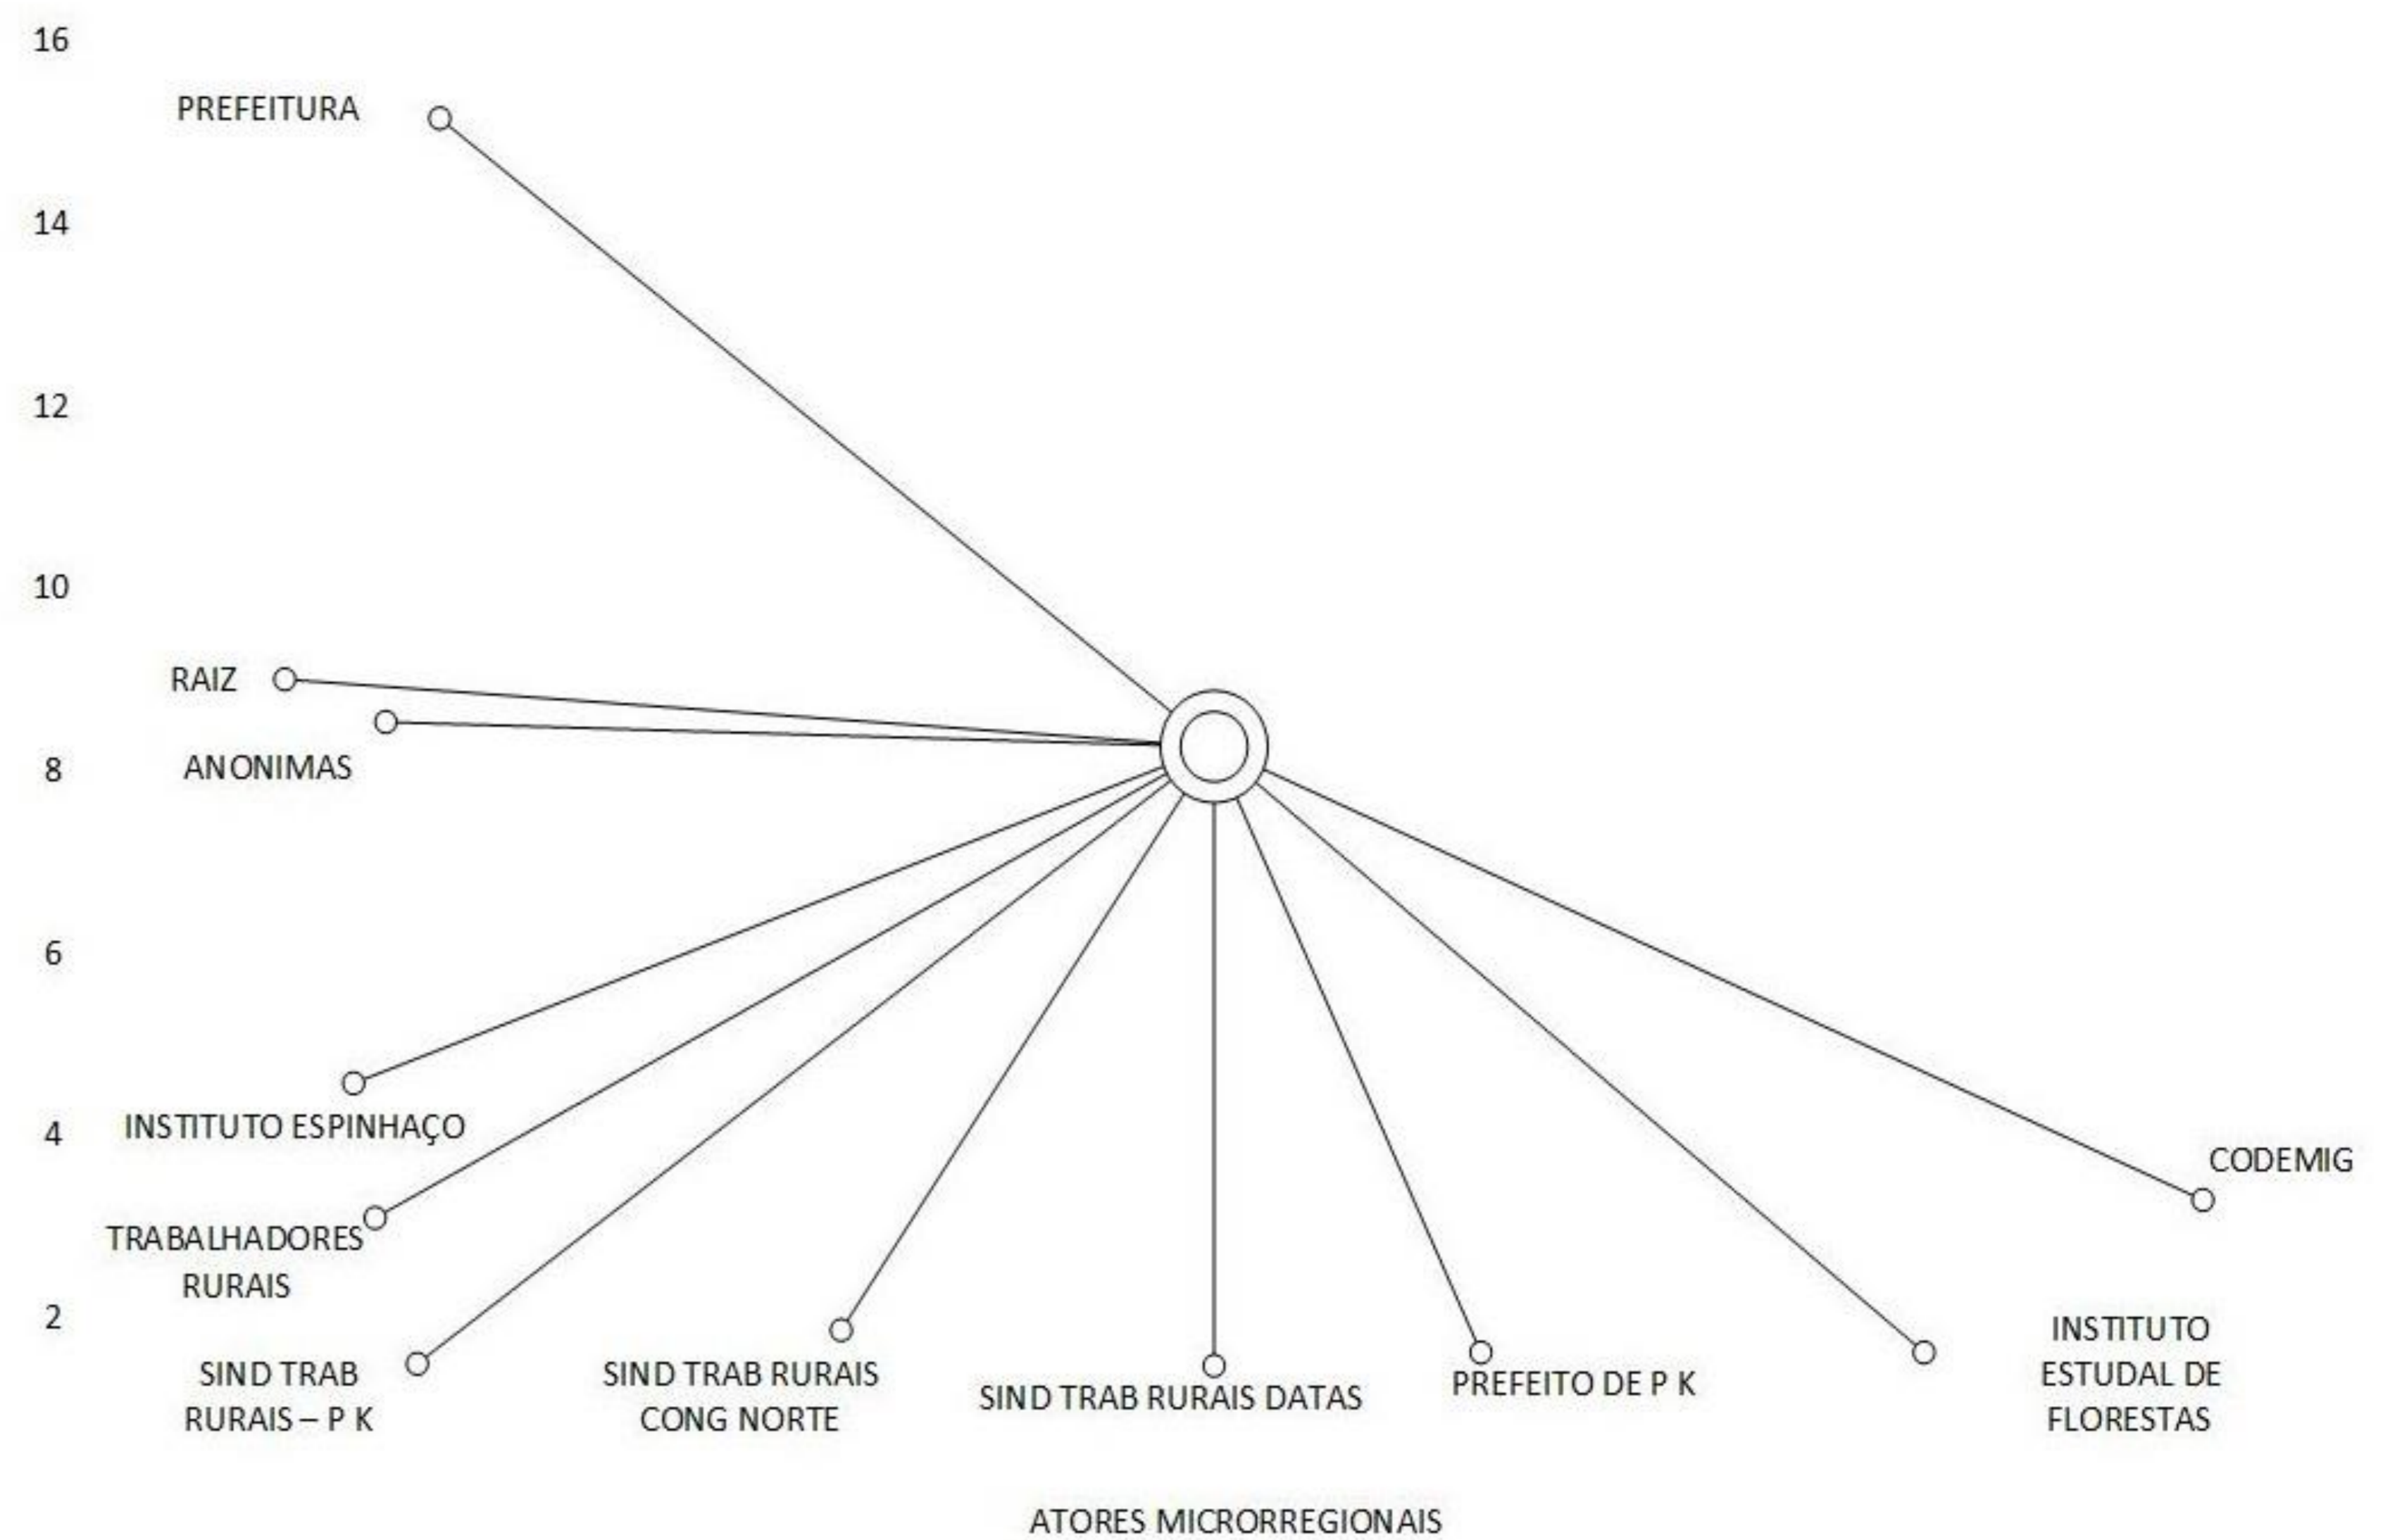 16
PREFEITURA
14
12
10
RAIZ
ANONIMAS
8
6
INSTITUTO ESPINHAÇO
4
CODEMIG
TRABALHADORES
RURAIS
2
SIND TRAB
RURAIS – P K
SIND TRAB RURAIS
CONG NORTE
SIND TRAB RURAIS DATAS
PREFEITO DE P K
INSTITUTO
ESTUDAL DE
FLORESTAS
ATORES MICRORREGIONAIS